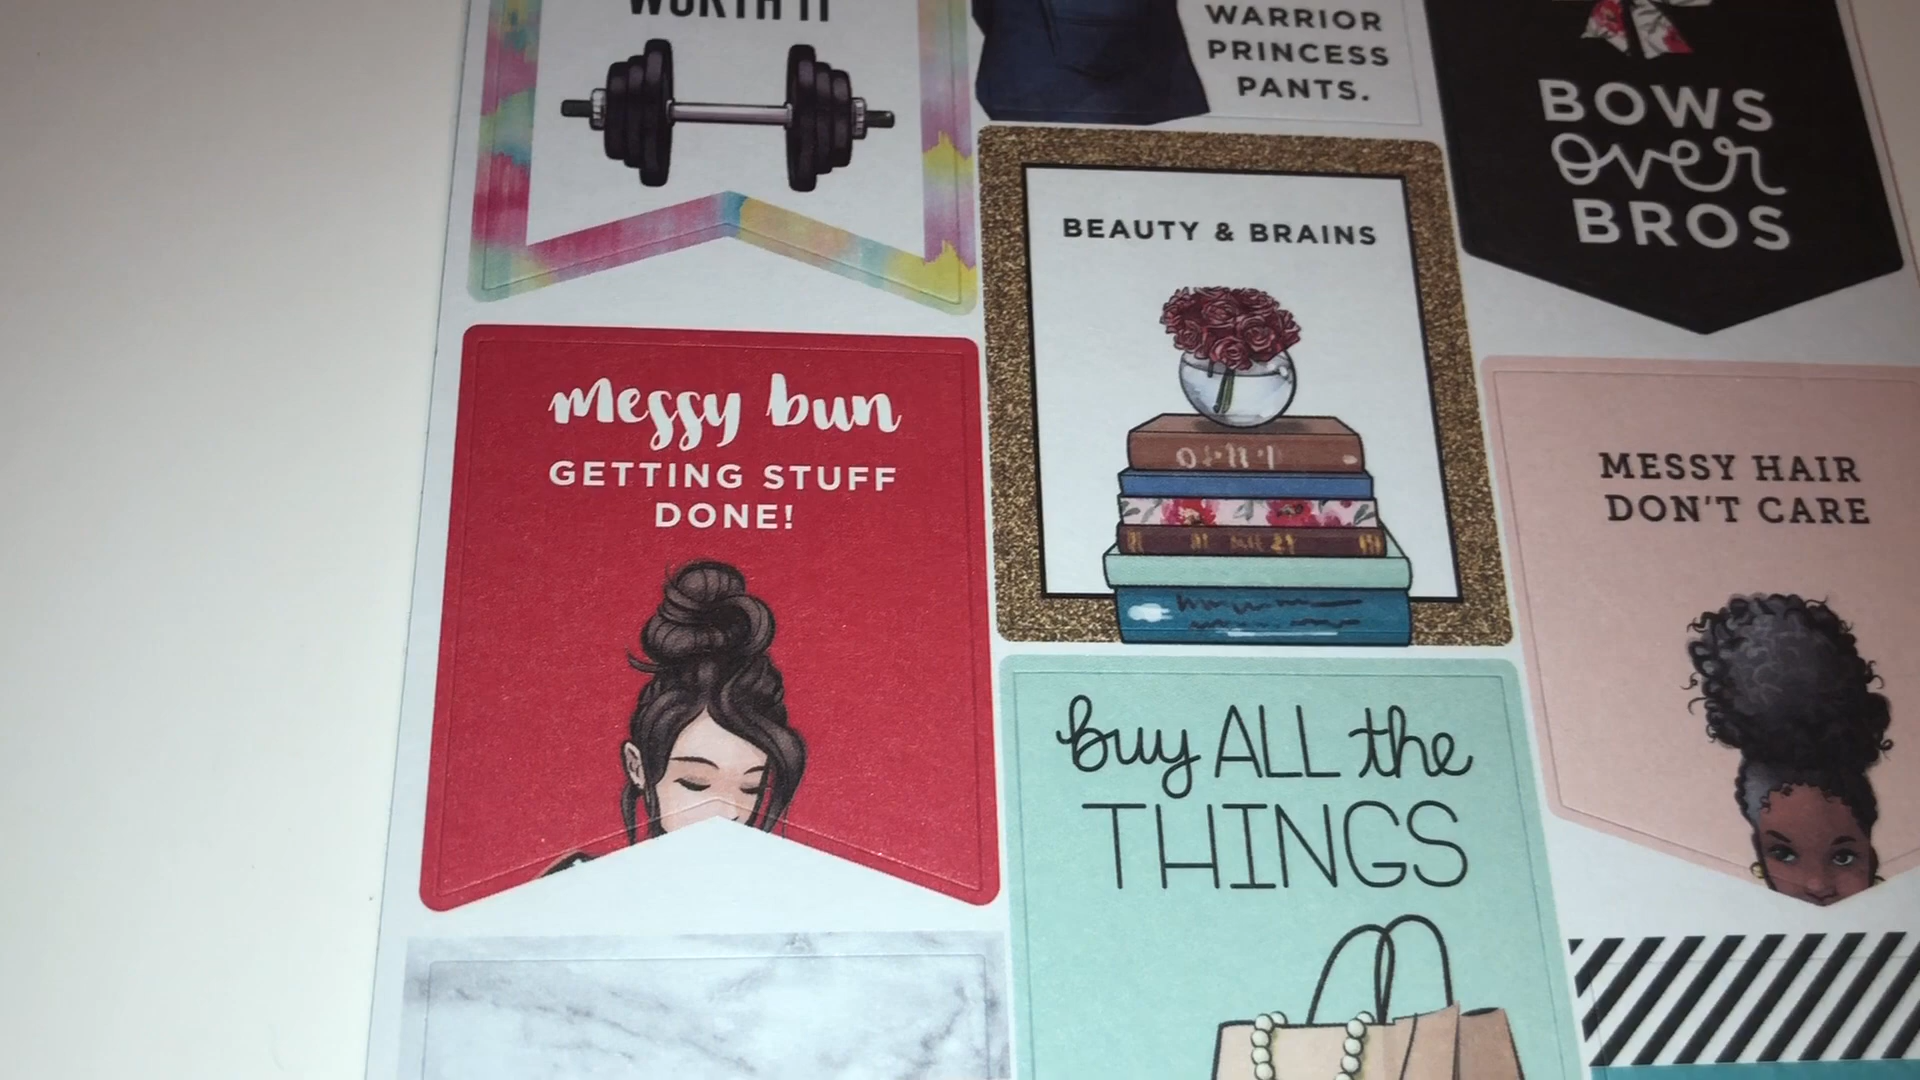 WORTH IT
WARRIOR
PRINCESS
PANTS.
BOWS
over
BROS
BEAUTY & BRAINS
messy bun
GETTING STUFF
DONE!
MESSY HAIR
DON'T CARE
buy ALL the
THINGS